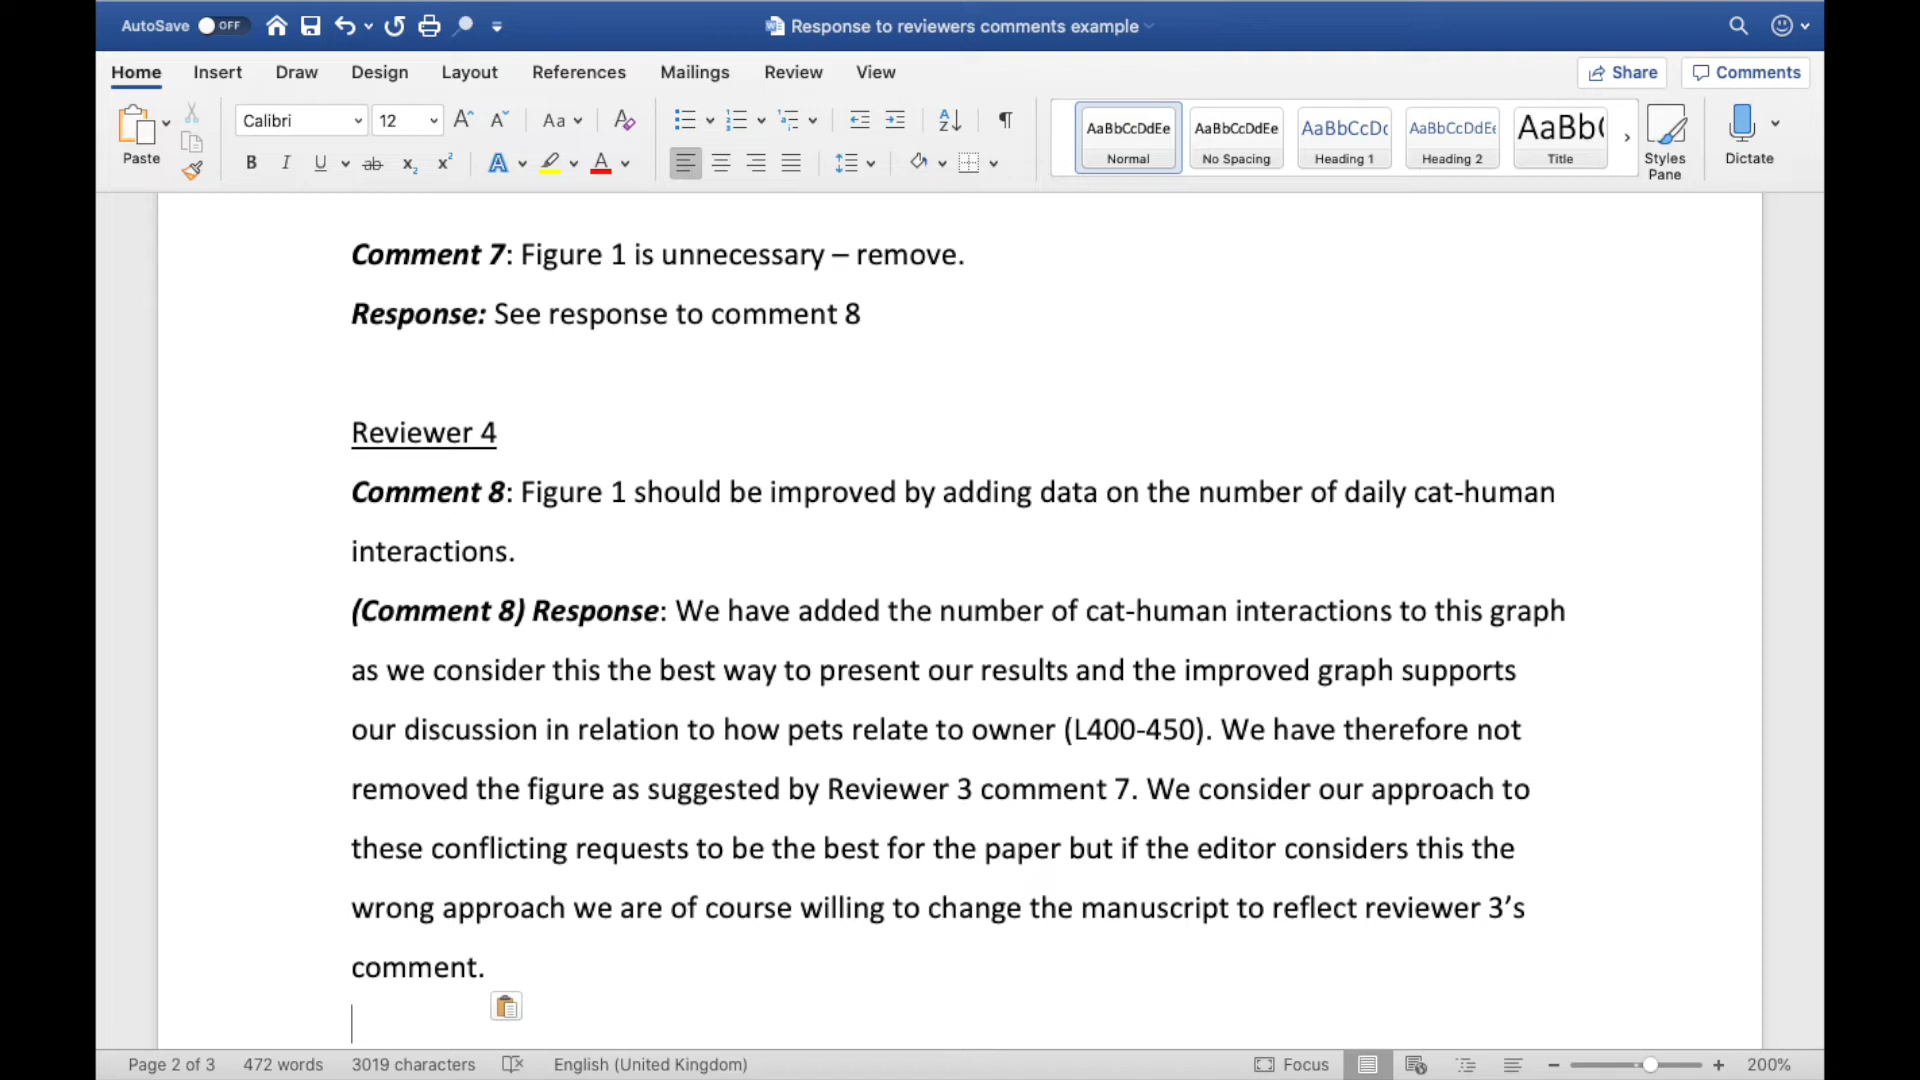 AutoSave OFF
Response to reviewers comments example
Home Insert Draw Design Layout References Mailings Review View Share Comments
Paste
Calibri 12
AaBbCcDdEe Normal
AaBbCcDdEe No Spacing
AaBbCcDc Heading 1
AaBbCcDdEe Heading 2
AaBb( Title
Styles Pane
Dictate
Comment 7: Figure 1 is unnecessary – remove.
Response: See response to comment 8
Reviewer 4
Comment 8: Figure 1 should be improved by adding data on the number of daily cat-human
interactions.
(Comment 8) Response: We have added the number of cat-human interactions to this graph
as we consider this the best way to present our results and the improved graph supports
our discussion in relation to how pets relate to owner (L400-450). We have therefore not
removed the figure as suggested by Reviewer 3 comment 7. We consider our approach to
these conflicting requests to be the best for the paper but if the editor considers this the
wrong approach we are of course willing to change the manuscript to reflect reviewer 3’s
comment.
Page 2 of 3 472 words 3019 characters English (United Kingdom) Focus 200%